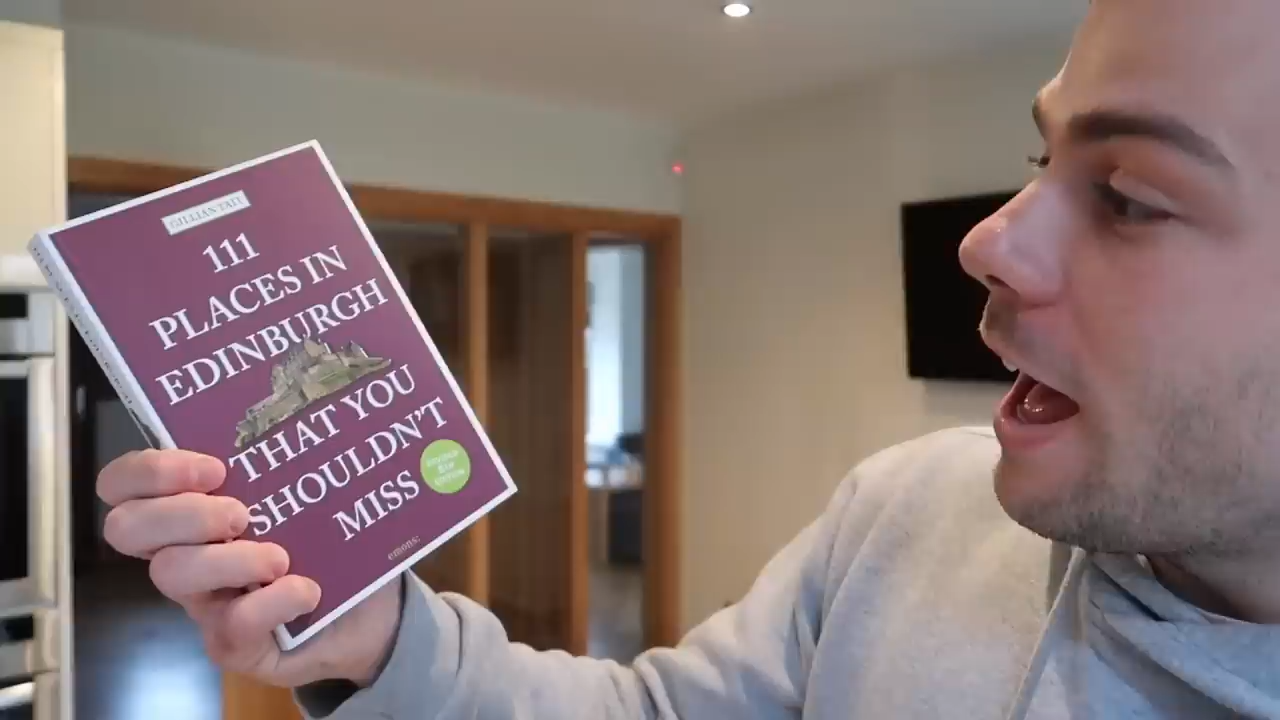 GILLIAN TAIT
111
PLACES IN
EDINBURGH
THAT YOU
SHOULDN'T
MISS
emons: